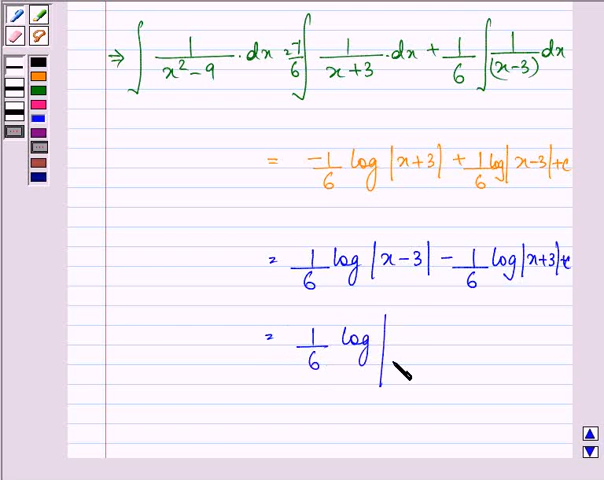 ⇒ ∫ 1/(x² − 9) · dx = −1/6 ∫ 1/(x+3) · dx + 1/6 ∫ 1/(x−3) dx
= −1/6 log |x+3| + 1/6 log |x−3| + c
= 1/6 log |x−3| − 1/6 log |x+3| + c
= 1/6 log |